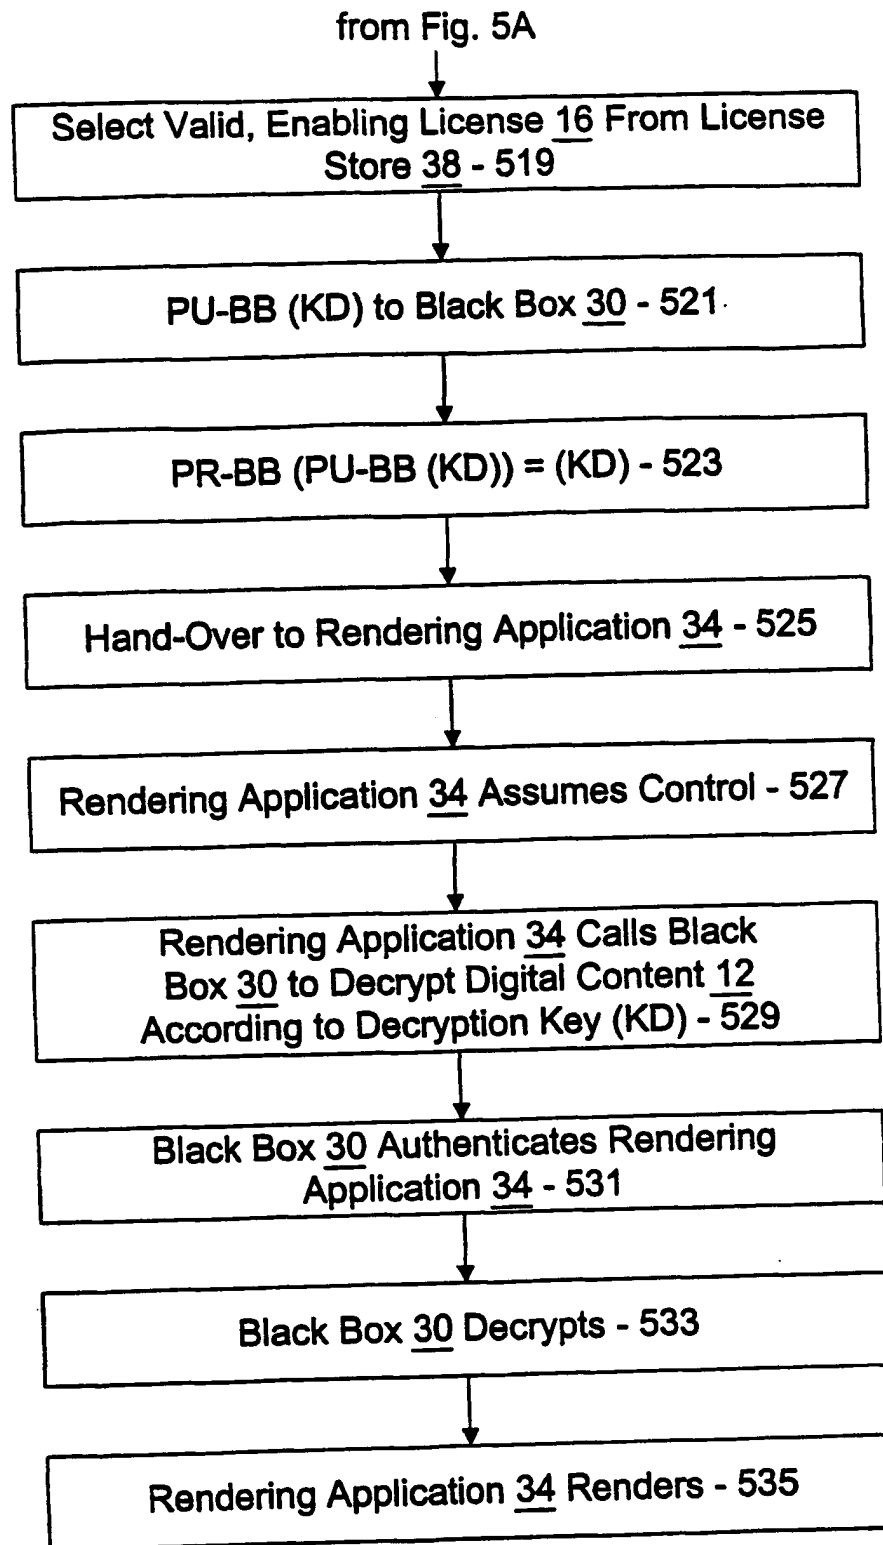 from Fig. 5A
Select Valid, Enabling License 16 From License
Store 38 - 519
PU-BB (KD) to Black Box 30 - 521
PR-BB (PU-BB (KD)) = (KD) - 523
Hand-Over to Rendering Application 34 - 525
Rendering Application 34 Assumes Control - 527
Rendering Application 34 Calls Black
Box 30 to Decrypt Digital Content 12
According to Decryption Key (KD) - 529
Black Box 30 Authenticates Rendering
Application 34 - 531
Black Box 30 Decrypts - 533
Rendering Application 34 Renders - 535